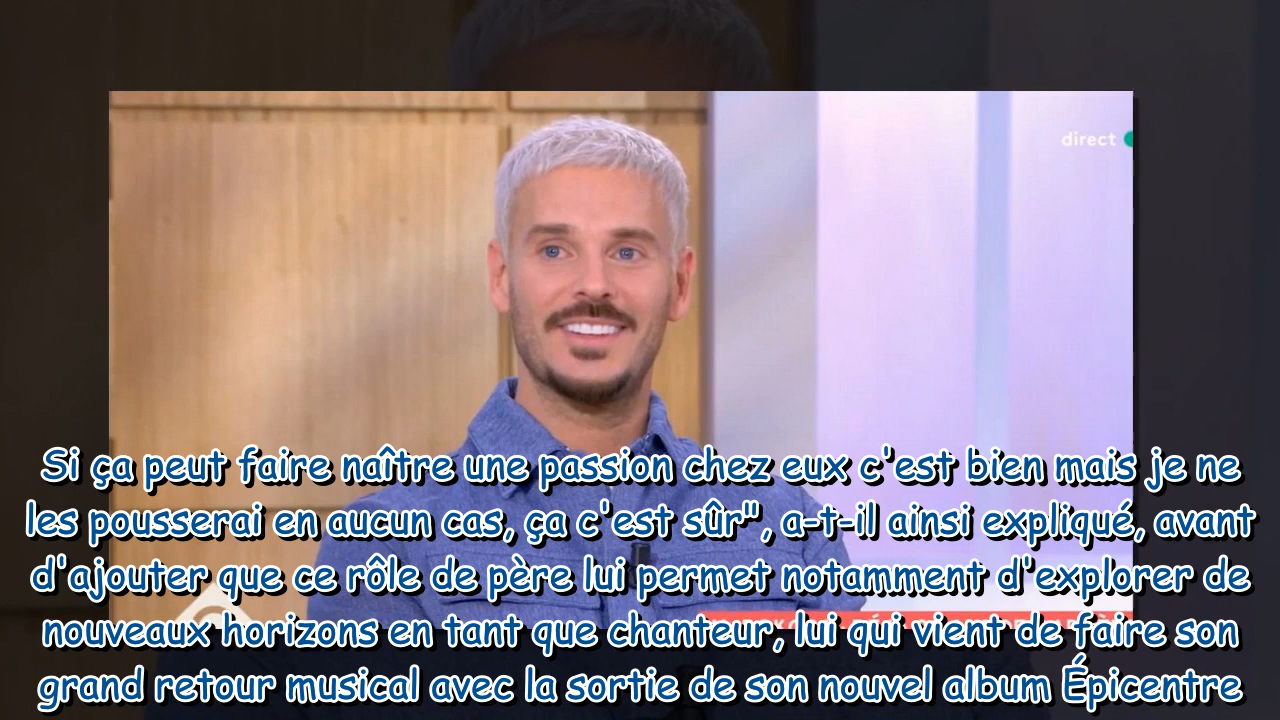 direct
Si ça peut faire naître une passion chez eux c'est bien mais je ne
les pousserai en aucun cas, ça c'est sûr", a-t-il ainsi expliqué, avant
d'ajouter que ce rôle de père lui permet notamment d'explorer de
nouveaux horizons en tant que chanteur, lui qui vient de faire son
grand retour musical avec la sortie de son nouvel album Épicentre